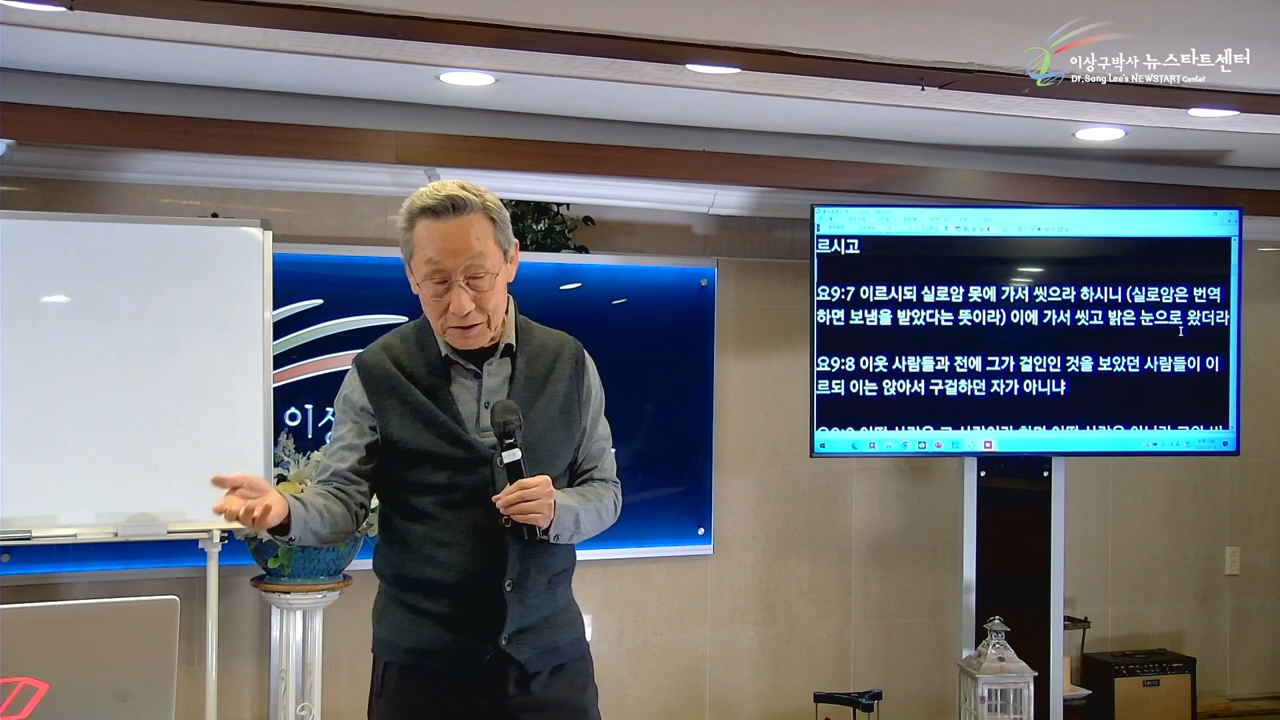 이상구박사 뉴스타트센터
Dr. Sang Lee's NEWSTART Center
르시고
요9:7 이르시되 실로암 못에 가서 씻으라 하시니 (실로암은 번역
하면 보냄을 받았다는 뜻이라) 이에 가서 씻고 밝은 눈으로 왔더라
요9:8 이웃 사람들과 전에 그가 걸인인 것을 보았던 사람들이 이
르되 이는 앉아서 구걸하던 자가 아니냐
이상